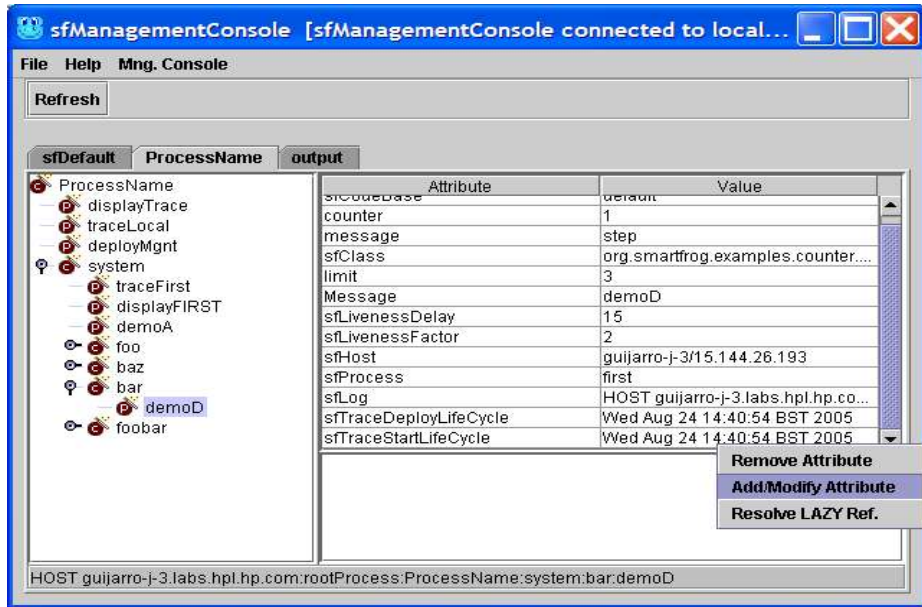 sfManagementConsole [sfManagementConsole connected to local...
File Help Mng. Console
Refresh
sfDefault ProcessName output
ProcessName
displayTrace
traceLocal
deployMgnt
system
traceFirst
displayFIRST
demoA
foo
baz
bar
demoD
foobar
Attribute Value
sfCodeBase default
counter 1
message step
sfClass org.smartfrog.examples.counter....
limit 3
Message demoD
sfLivenessDelay 15
sfLivenessFactor 2
sfHost guijarro-j-3/15.144.26.193
sfProcess first
sfLog HOST guijarro-j-3.labs.hpl.hp.co...
sfTraceDeployLifeCycle Wed Aug 24 14:40:54 BST 2005
sfTraceStartLifeCycle Wed Aug 24 14:40:54 BST 2005
Remove Attribute
Add/Modify Attribute
Resolve LAZY Ref.
HOST guijarro-j-3.labs.hpl.hp.com:rootProcess:ProcessName:system:bar:demoD